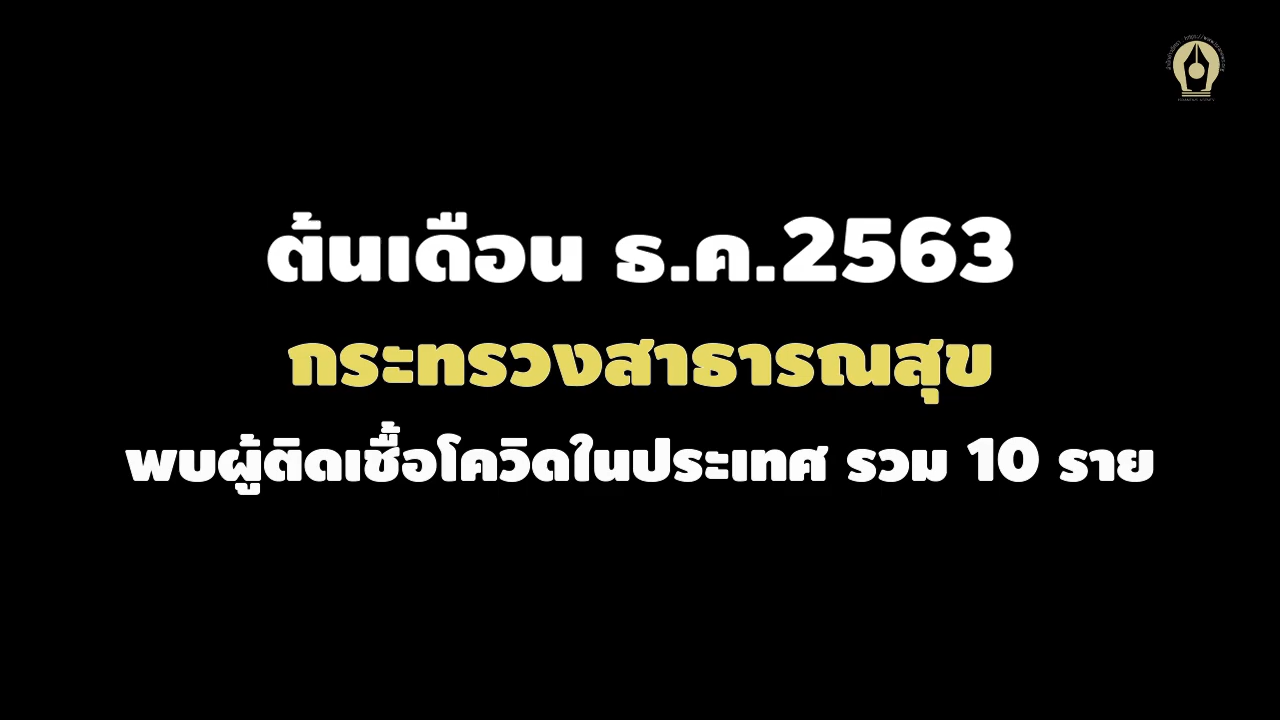 ต้นเดือน ธ.ค.2563
กระทรวงสาธารณสุข
พบผู้ติดเชื้อโควิดในประเทศ รวม 10 ราย